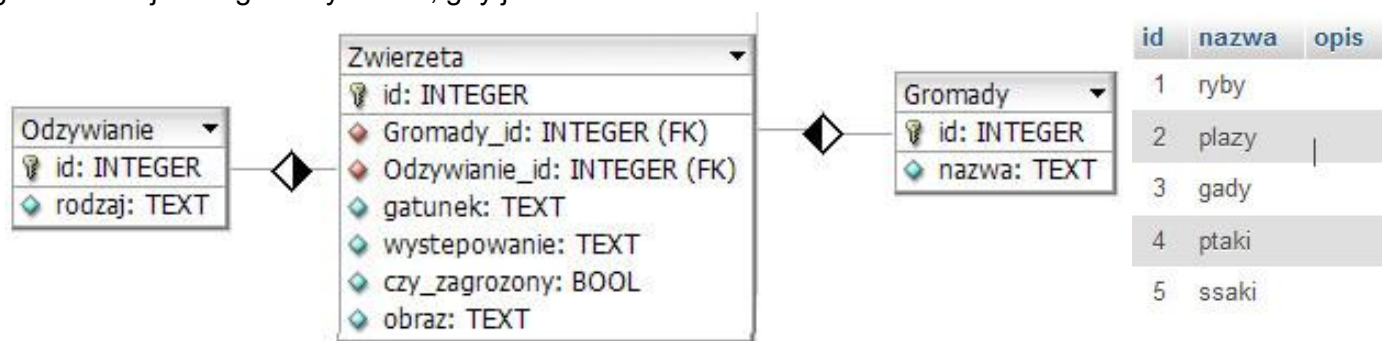 Odzywianie
id: INTEGER
rodzaj: TEXT
Zwierzeta
id: INTEGER
Gromady_id: INTEGER (FK)
Odzywianie_id: INTEGER (FK)
gatunek: TEXT
wystepowanie: TEXT
czy_zagrozony: BOOL
obraz: TEXT
Gromady
id: INTEGER
nazwa: TEXT
id nazwa opis
1 ryby
2 plazy
3 gady
4 ptaki
5 ssaki